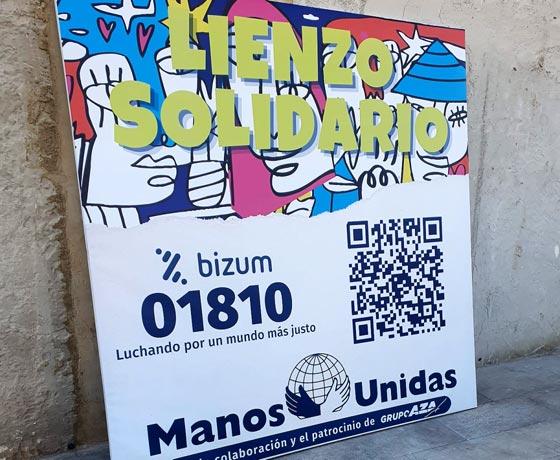 LIENZO
SOLIDARIO
bizum
01810
Luchando por un mundo más justo
Manos Unidas
colaboración y el patrocinio de GRUPO AZA